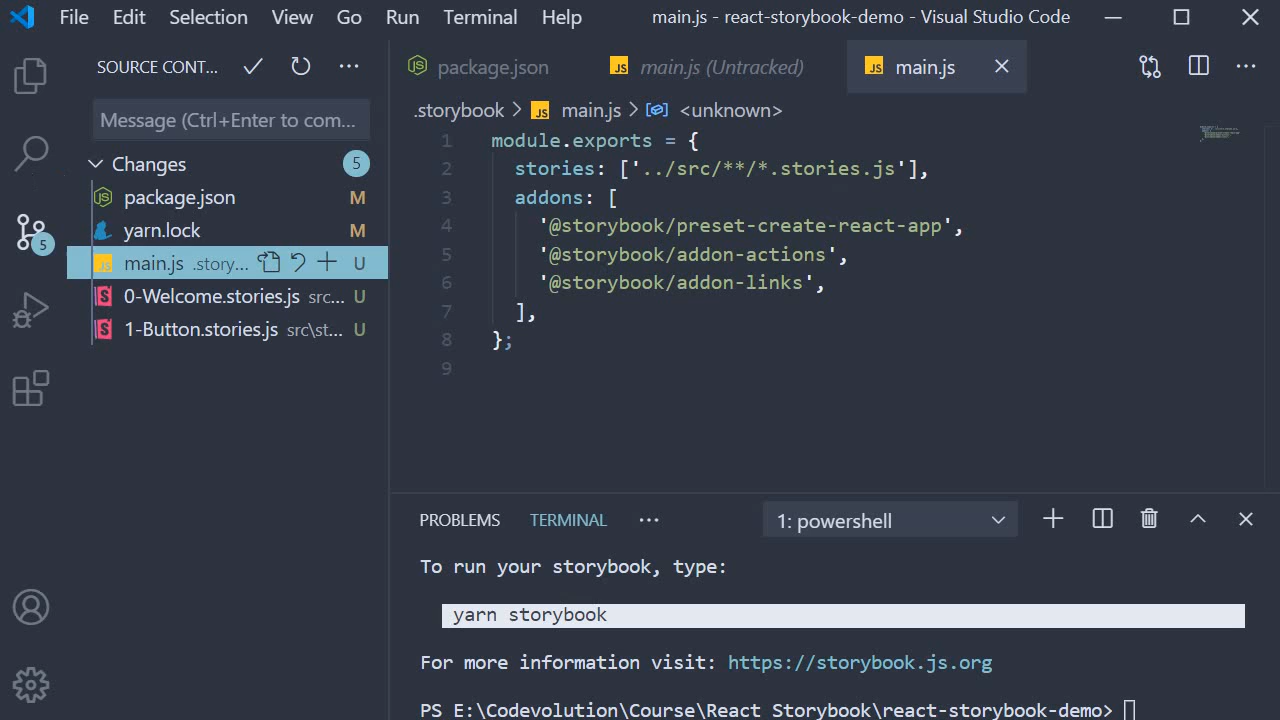 File Edit Selection View Go Run Terminal Help main.js - react-storybook-demo - Visual Studio Code
SOURCE CONT...
package.json main.js (Untracked) main.js
Message (Ctrl+Enter to com...
.storybook > main.js > <unknown>
Changes 5
package.json M
yarn.lock M
main.js .story... U
0-Welcome.stories.js src... U
1-Button.stories.js src\st... U
5
1 module.exports = {
2 stories: ['../src/**/*.stories.js'],
3 addons: [
4 '@storybook/preset-create-react-app',
5 '@storybook/addon-actions',
6 '@storybook/addon-links',
7 ],
8 };
9
PROBLEMS TERMINAL ... 1: powershell
To run your storybook, type:
yarn storybook
For more information visit: https://storybook.js.org
PS E:\Codevolution\Course\React Storybook\react-storybook-demo>